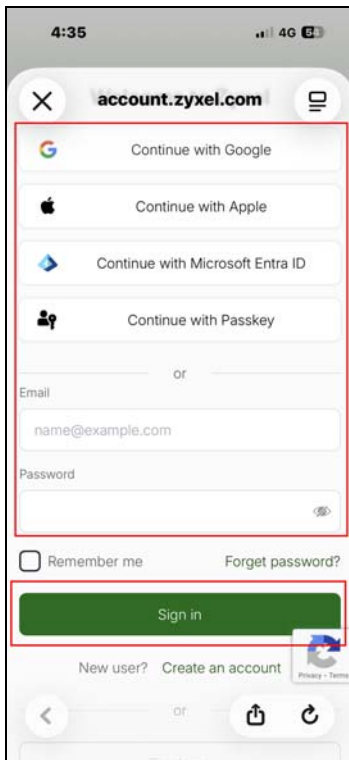 4:35
4G 54
account.zyxel.com
Continue with Google
Continue with Apple
Continue with Microsoft Entra ID
Continue with Passkey
or
Email
name@example.com
Password
Remember me
Forget password?
Sign in
New user? Create an account
Privacy - Terms
or